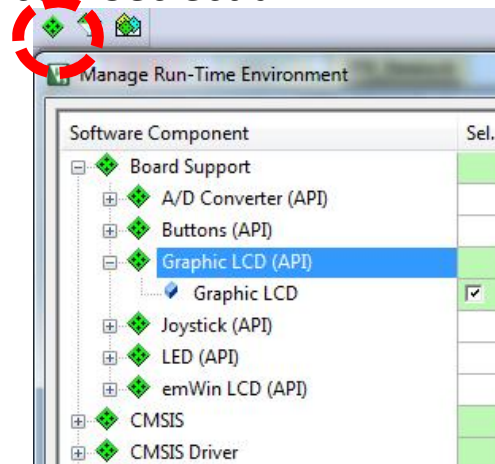 Manage Run-Time Environment
Software Component Sel.
Board Support
A/D Converter (API)
Buttons (API)
Graphic LCD (API)
Graphic LCD
Joystick (API)
LED (API)
emWin LCD (API)
CMSIS
CMSIS Driver